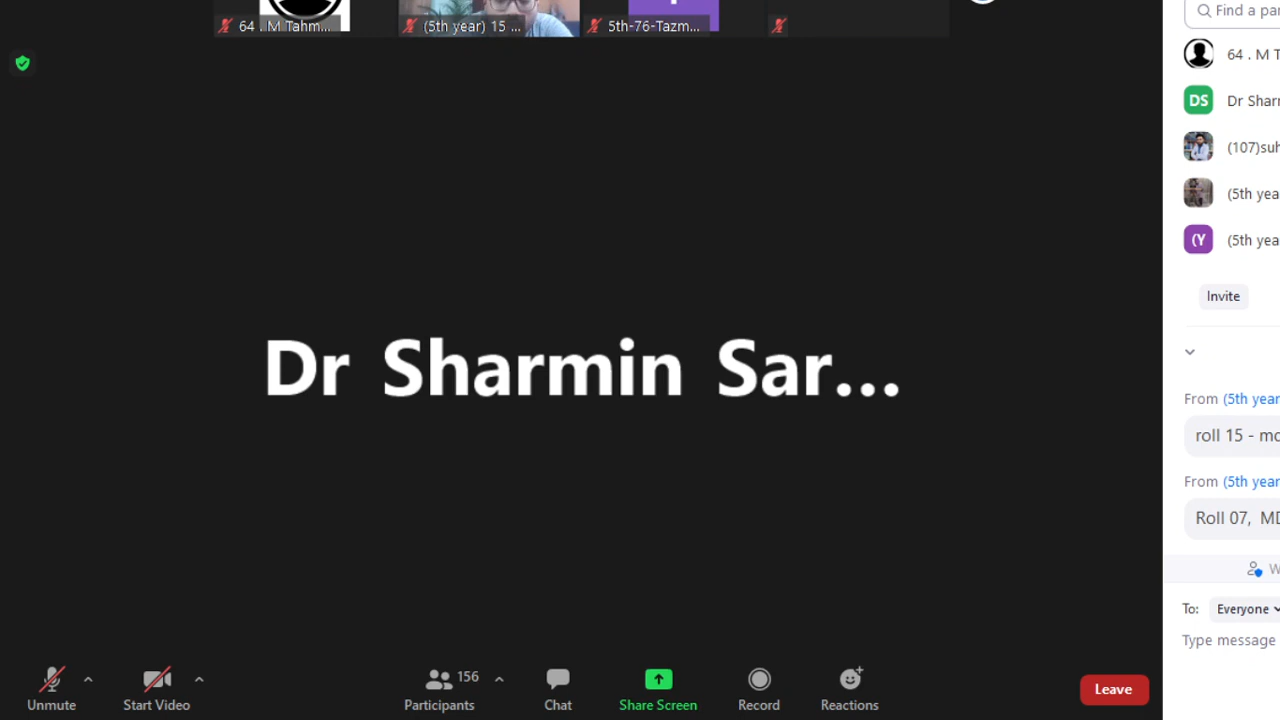 64 . M Tahm...
(5th year) 15 ...
5th-76-Tazm...
Find a par
64 . M T
DS
Dr Sharm
(107)suh
(5th yea
(Y
(5th yea
Invite
Dr Sharmin Sar...
From (5th year
roll 15 - mo
From (5th year
Roll 07, MD
W
To: Everyone
Type message
Unmute
Start Video
156
Participants
Chat
Share Screen
Record
Reactions
Leave